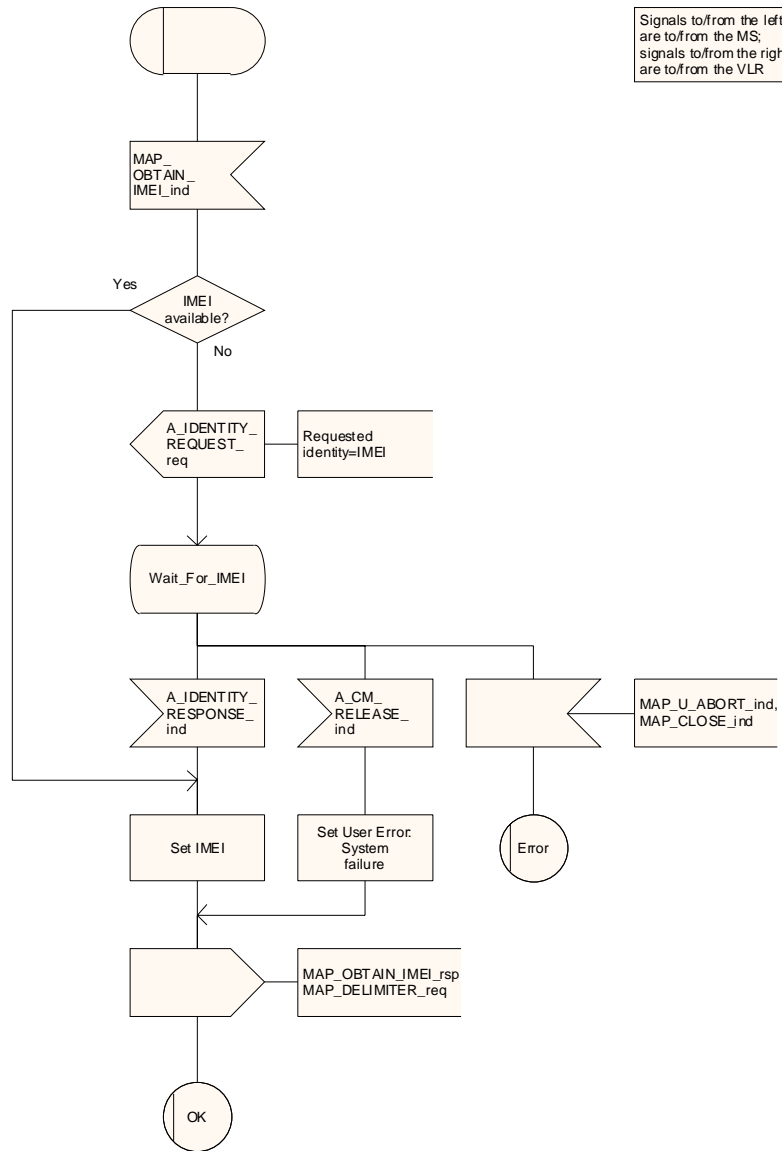 Signals to/from the left
are to/from the MS;
signals to/from the righ
are to/from the VLR
MAP_
OBTAIN_
IMEI_ind
Yes
IMEI
available?
No
A_IDENTITY_
REQUEST_
req
Requested
identity=IMEI
Wait_For_IMEI
A_IDENTITY_
RESPONSE_
ind
A_CM_
RELEASE_
ind
MAP_U_ABORT_ind,
MAP_CLOSE_ind
Set IMEI
Set User Error:
System
failure
Error
MAP_OBTAIN_IMEI_rsp
MAP_DELIMITER_req
OK